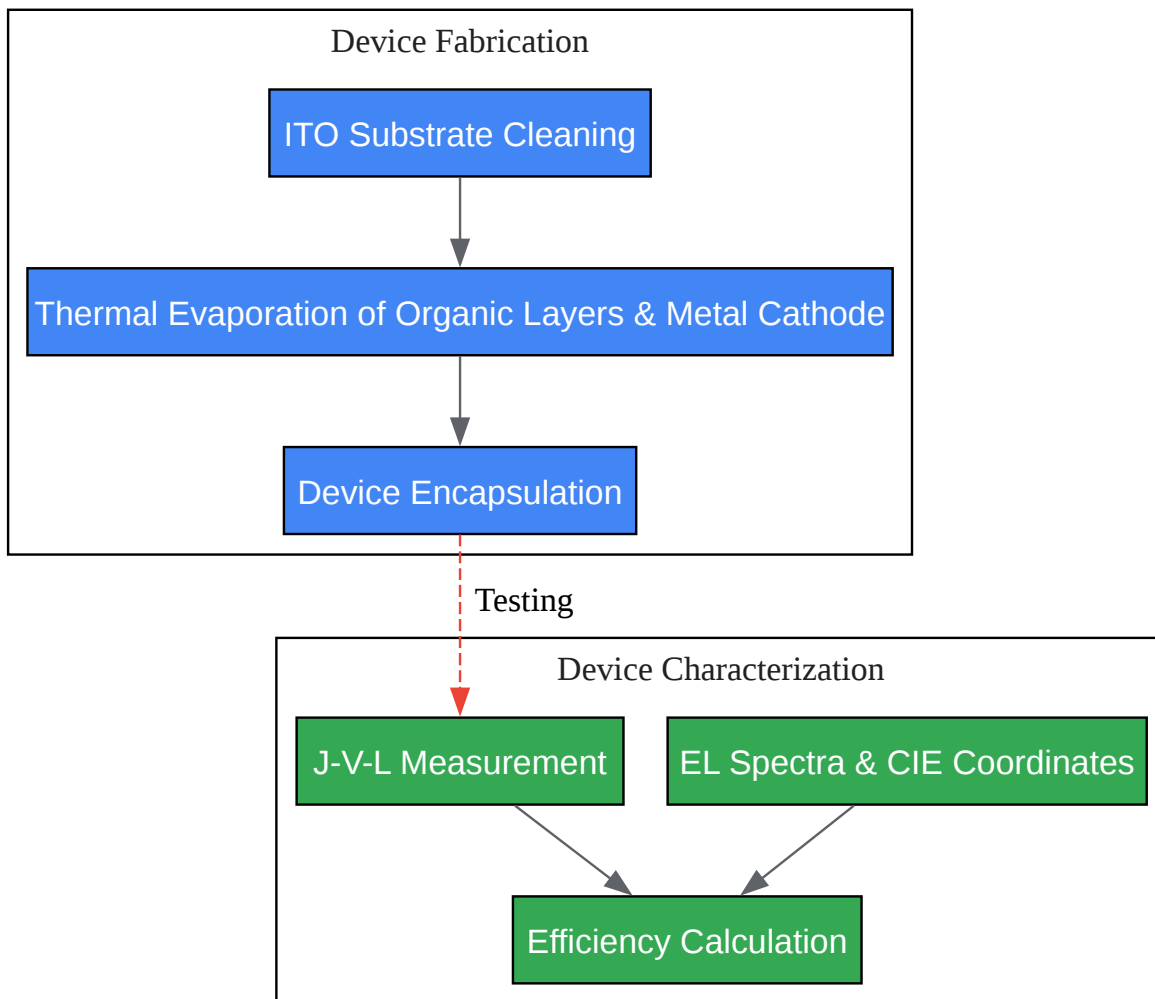 Device Fabrication
ITO Substrate Cleaning
Thermal Evaporation of Organic Layers & Metal Cathode
Device Encapsulation
Testing
Device Characterization
J-V-L Measurement
EL Spectra & CIE Coordinates
Efficiency Calculation